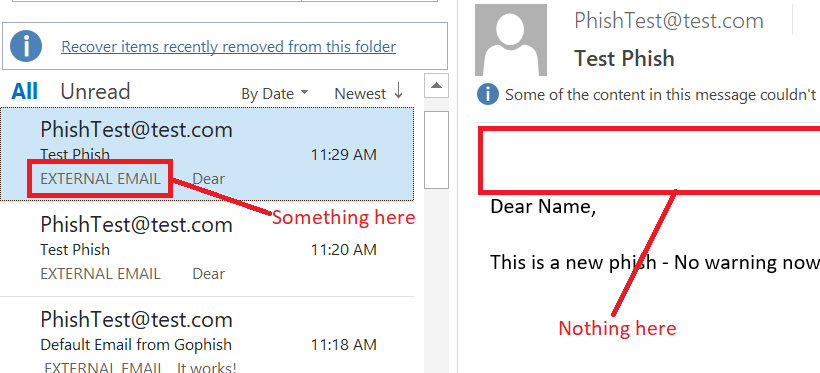 Recover items recently removed from this folder
All Unread By Date Newest
PhishTest@test.com
Test Phish 11:29 AM
EXTERNAL EMAIL Dear
Something here
PhishTest@test.com
Test Phish 11:20 AM
EXTERNAL EMAIL Dear
PhishTest@test.com
Default Email from Gophish 11:18 AM
EXTERNAL EMAIL It works!
PhishTest@test.com
Test Phish
Some of the content in this message couldn't
Dear Name,
This is a new phish - No warning now
Nothing here